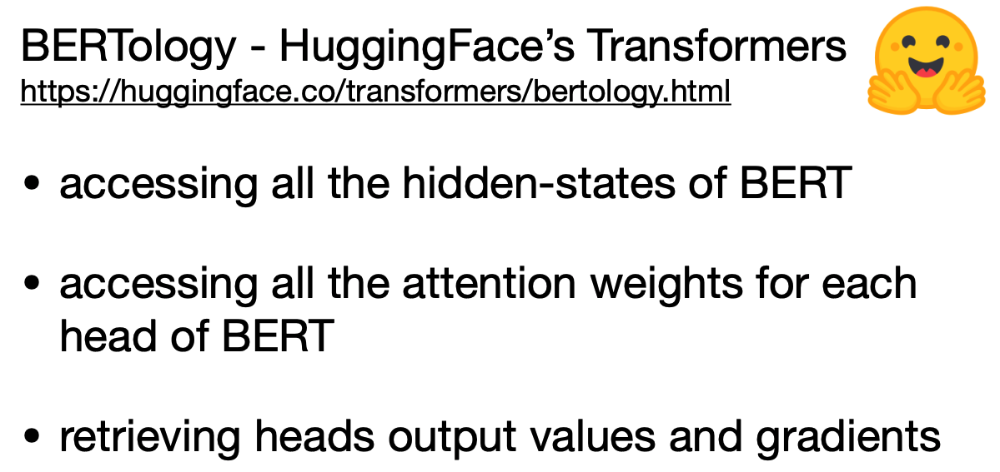 BERTology - HuggingFace’s Transformers
https://huggingface.co/transformers/bertology.html
• accessing all the hidden-states of BERT
• accessing all the attention weights for each
head of BERT
• retrieving heads output values and gradients